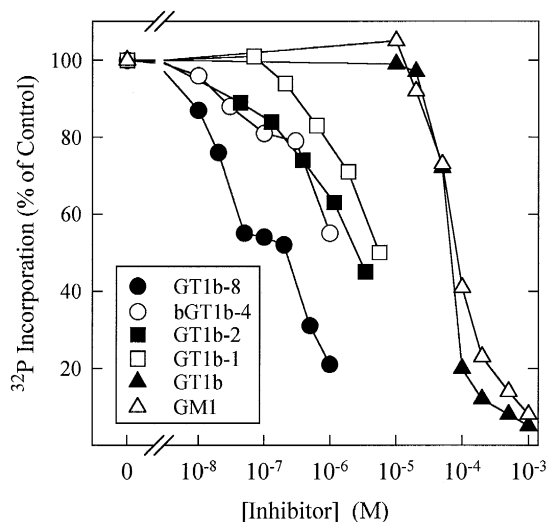 ³²P Incorporation (% of Control)
100
80
60
40
20
GT1b-8
bGT1b-4
GT1b-2
GT1b-1
GT1b
GM1
0 10⁻⁸ 10⁻⁷ 10⁻⁶ 10⁻⁵ 10⁻⁴ 10⁻³
[Inhibitor] (M)